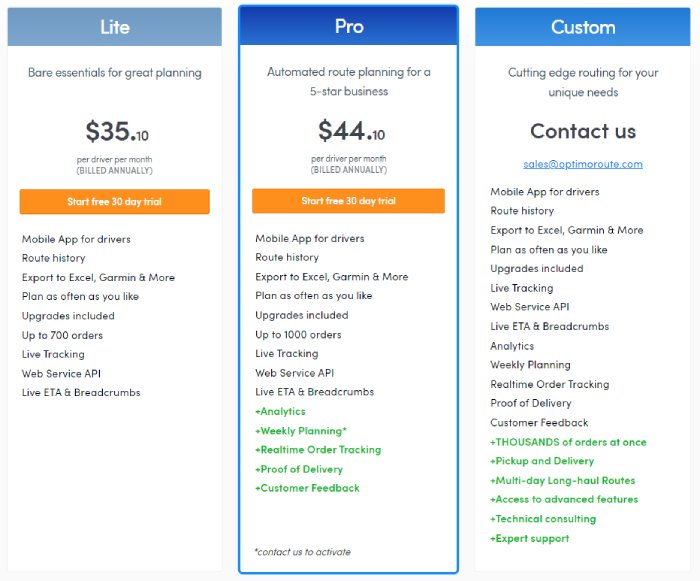 Lite
Bare essentials for great planning
$35.10
per driver per month
(BILLED ANNUALLY)
Start free 30 day trial
Mobile App for drivers
Route history
Export to Excel, Garmin & More
Plan as often as you like
Upgrades included
Up to 700 orders
Live Tracking
Web Service API
Live ETA & Breadcrumbs
Pro
Automated route planning for a
5-star business
$44.10
per driver per month
(BILLED ANNUALLY)
Start free 30 day trial
Mobile App for drivers
Route history
Export to Excel, Garmin & More
Plan as often as you like
Upgrades included
Up to 1000 orders
Live Tracking
Web Service API
Live ETA & Breadcrumbs
+Analytics
+Weekly Planning*
+Realtime Order Tracking
+Proof of Delivery
+Customer Feedback
*contact us to activate
Custom
Cutting edge routing for your
unique needs
Contact us
sales@optimoroute.com
Mobile App for drivers
Route history
Export to Excel, Garmin & More
Plan as often as you like
Upgrades included
Live Tracking
Web Service API
Live ETA & Breadcrumbs
Analytics
Weekly Planning
Realtime Order Tracking
Proof of Delivery
Customer Feedback
+THOUSANDS of orders at once
+Pickup and Delivery
+Multi-day Long-haul Routes
+Access to advanced features
+Technical consulting
+Expert support